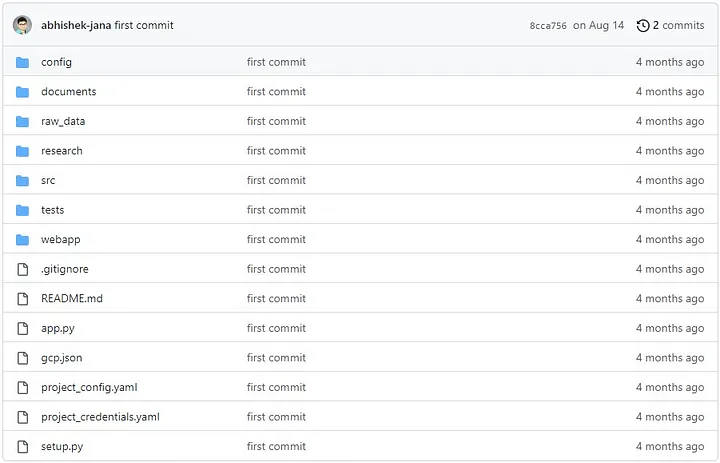 abhishek-jana first commit 8cca756 on Aug 14 2 commits
config first commit 4 months ago
documents first commit 4 months ago
raw_data first commit 4 months ago
research first commit 4 months ago
src first commit 4 months ago
tests first commit 4 months ago
webapp first commit 4 months ago
.gitignore first commit 4 months ago
README.md first commit 4 months ago
app.py first commit 4 months ago
gcp.json first commit 4 months ago
project_config.yaml first commit 4 months ago
project_credentials.yaml first commit 4 months ago
setup.py first commit 4 months ago